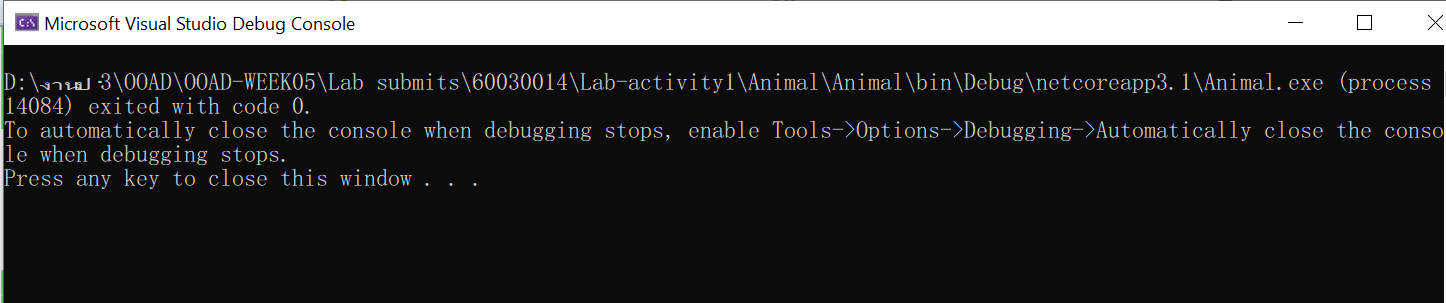 Microsoft Visual Studio Debug Console
D:\งานปี 3\OOAD\OOAD-WEEK05\Lab submits\60030014\Lab-activity1\Animal\Animal\bin\Debug\netcoreapp3.1\Animal.exe (process
14084) exited with code 0.
To automatically close the console when debugging stops, enable Tools->Options->Debugging->Automatically close the conso
le when debugging stops.
Press any key to close this window . . .